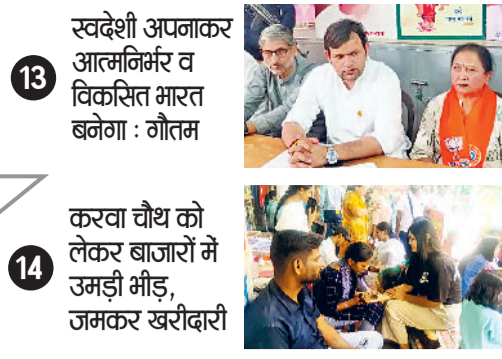 13
स्वदेशी अपनाकर
आत्मनिर्भर व
विकसित भारत
बनेगा : गौतम
14
करवा चौथ को
लेकर बाजारों में
उमड़ी भीड़,
जमकर खरीदारी